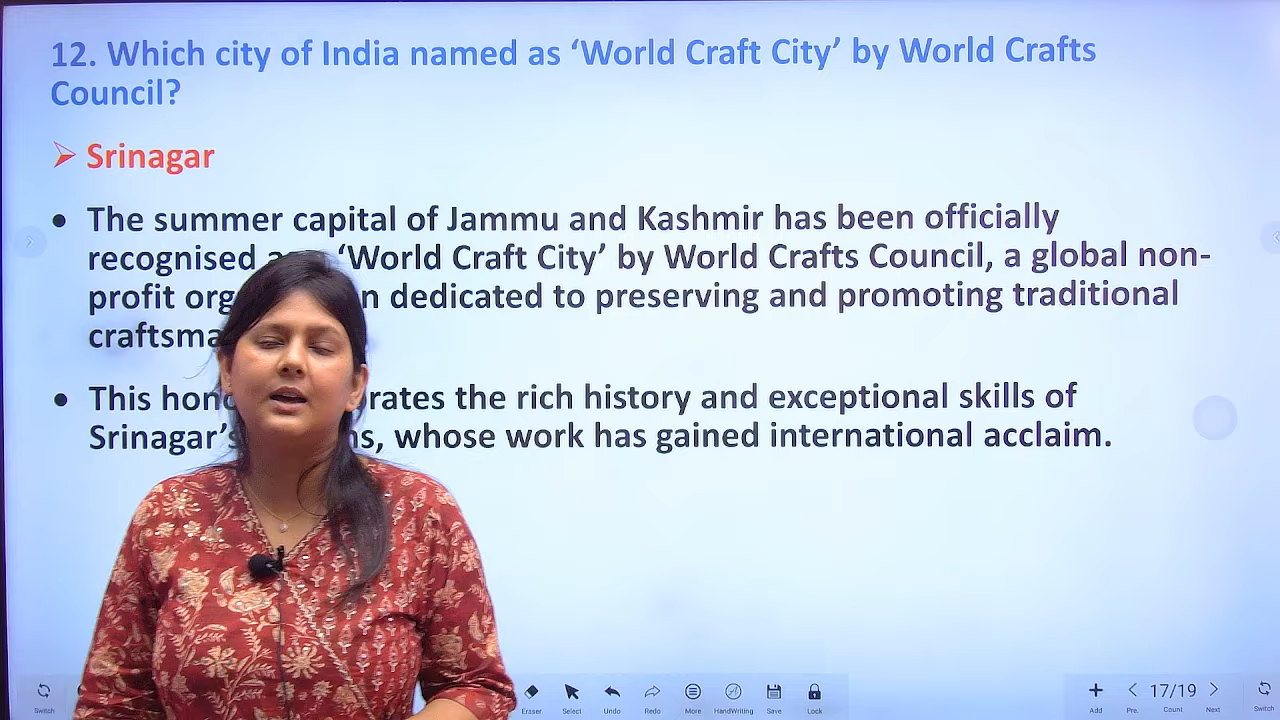 12. Which city of India named as ‘World Craft City’ by World Crafts
Council?
➢ Srinagar
• The summer capital of Jammu and Kashmir has been officially
recognised a ‘World Craft City’ by World Crafts Council, a global non-
profit org n dedicated to preserving and promoting traditional
craftsma
• This hono rates the rich history and exceptional skills of
Srinagar’s s, whose work has gained international acclaim.
Switch Eraser Select Undo Redo More HandWriting Save Lock Add Pre. 17/19 Count Next Switch